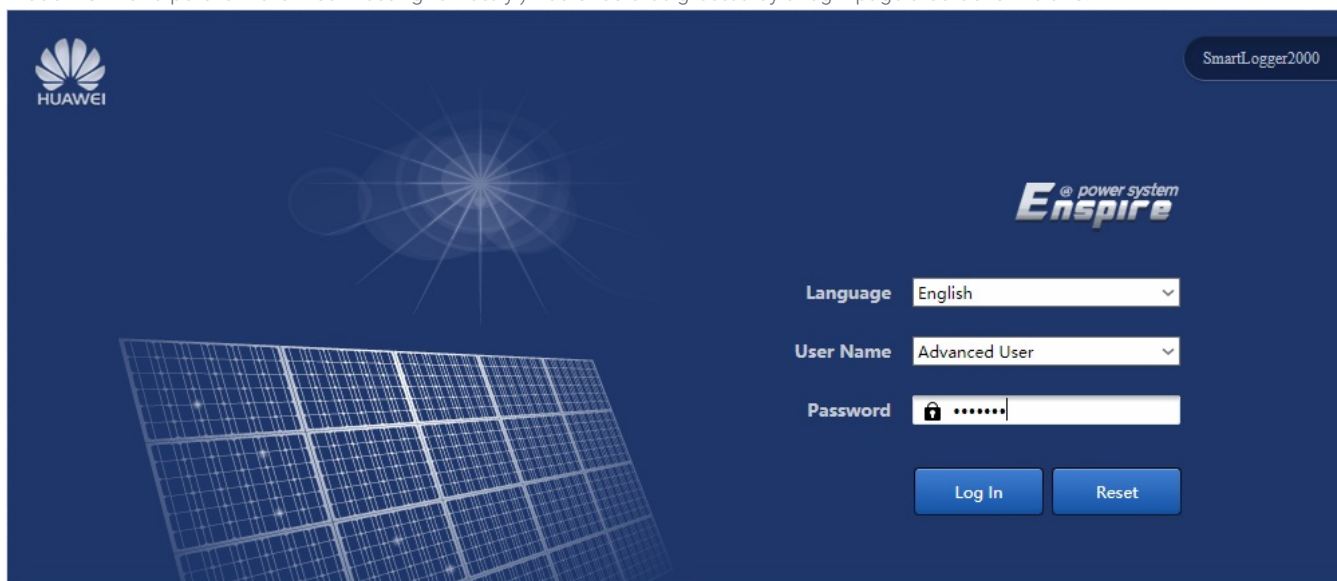 HUAWEI
SmartLogger2000
Enspire @ power system
Language English
User Name Advanced User
Password •••••••
Log In Reset